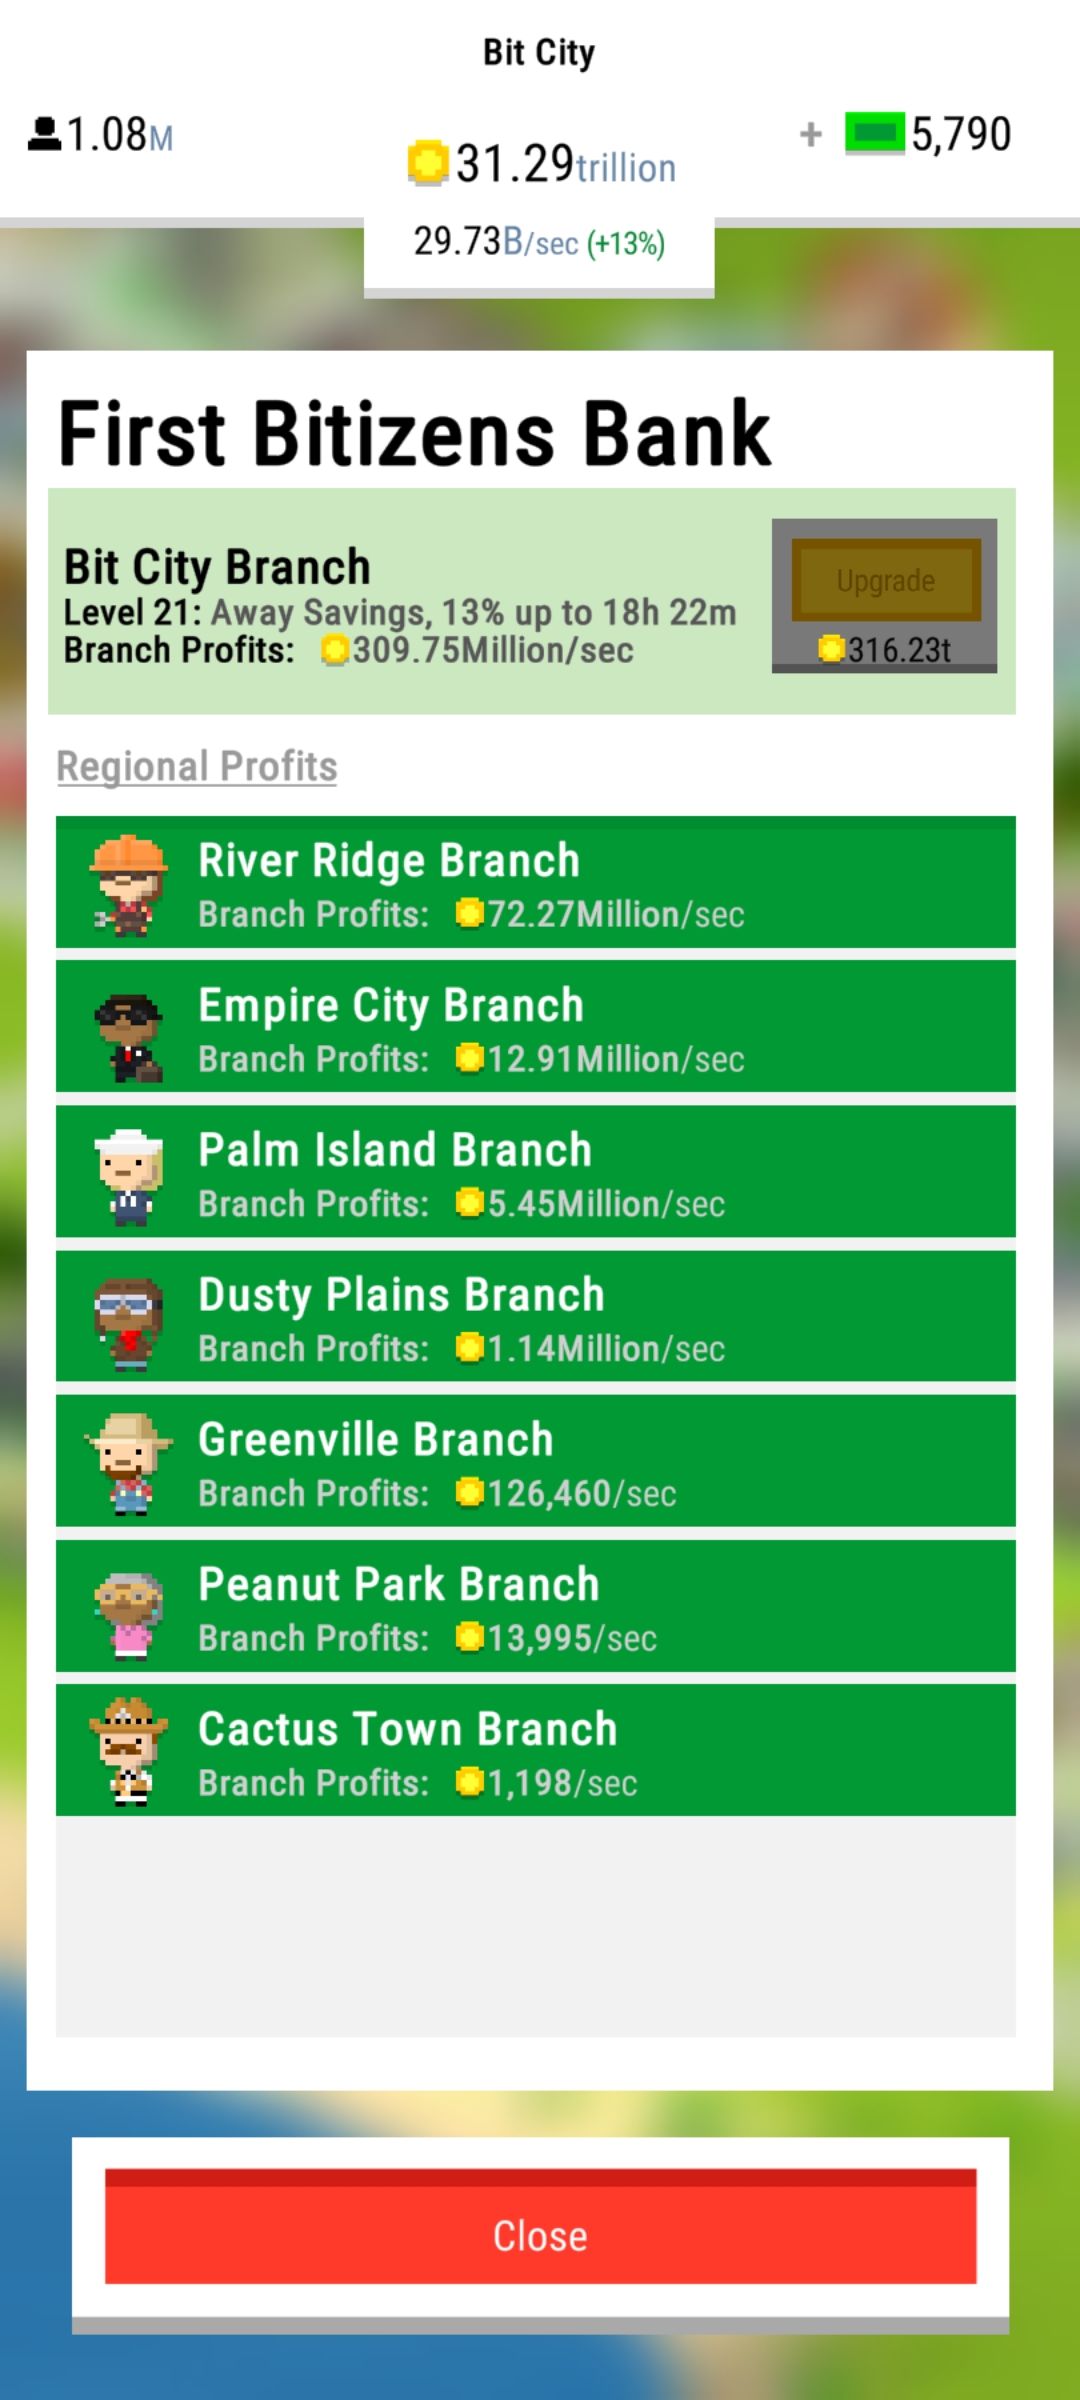 Bit City
1.08M
31.29trillion
+ 5,790
29.73B/sec (+13%)
First Bitizens Bank
Bit City Branch
Level 21: Away Savings, 13% up to 18h 22m
Branch Profits: 309.75Million/sec
Upgrade
316.23t
Regional Profits
River Ridge Branch
Branch Profits: 72.27Million/sec
Empire City Branch
Branch Profits: 12.91Million/sec
Palm Island Branch
Branch Profits: 5.45Million/sec
Dusty Plains Branch
Branch Profits: 1.14Million/sec
Greenville Branch
Branch Profits: 126,460/sec
Peanut Park Branch
Branch Profits: 13,995/sec
Cactus Town Branch
Branch Profits: 1,198/sec
Close